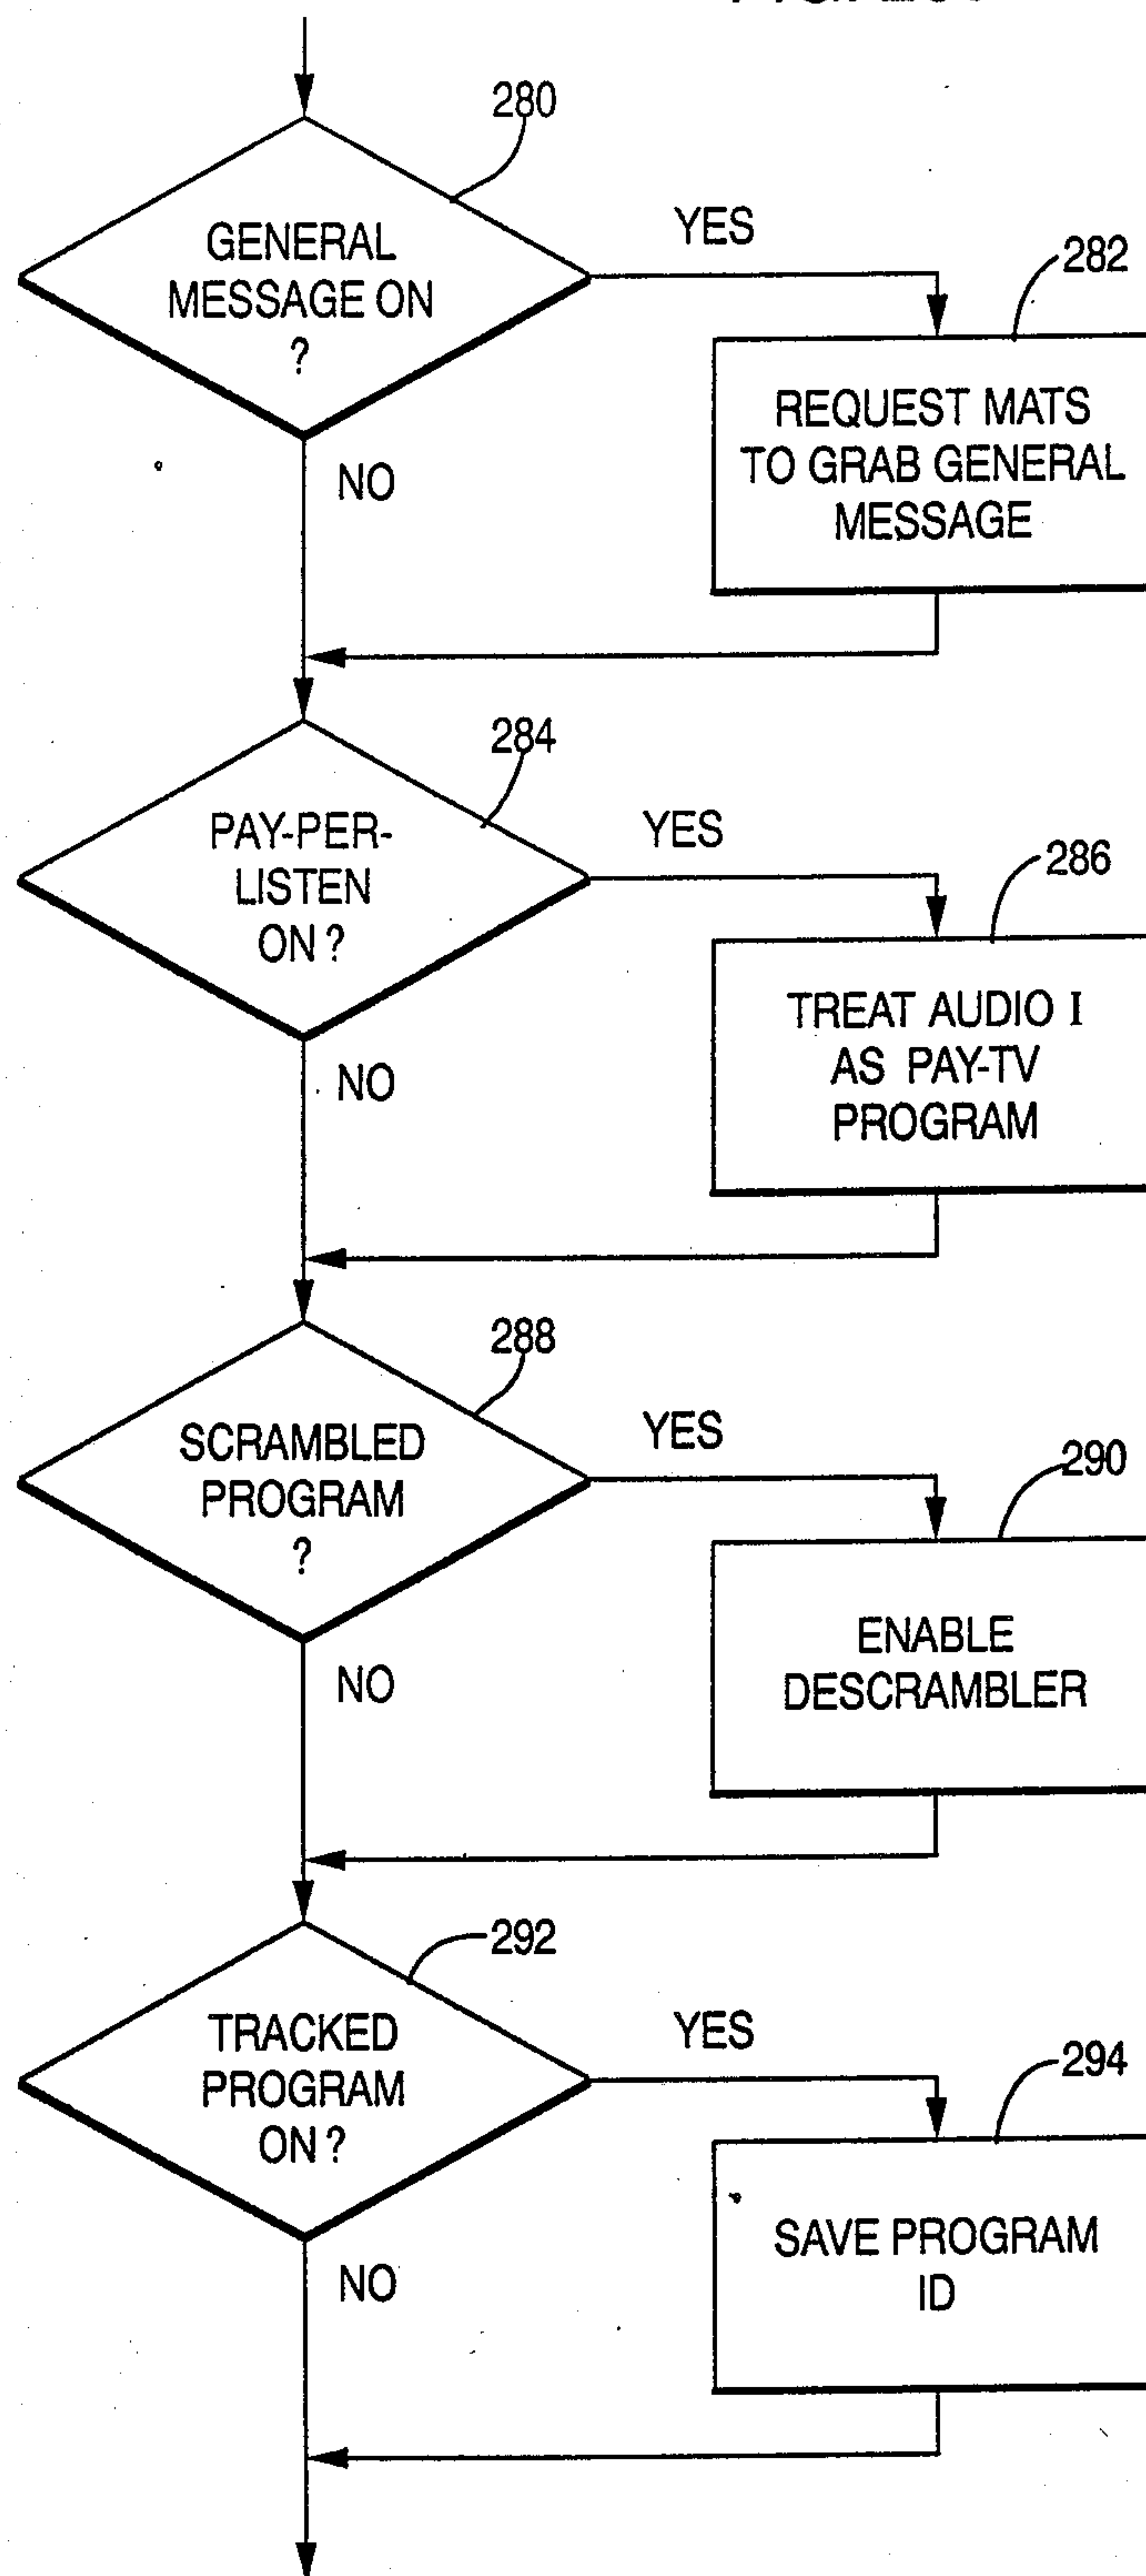 280
GENERAL
MESSAGE ON
?
YES
NO
282
REQUEST MATS
TO GRAB GENERAL
MESSAGE
284
PAY-PER-
LISTEN
ON ?
YES
NO
286
TREAT AUDIO I
AS PAY-TV
PROGRAM
288
SCRAMBLED
PROGRAM
?
YES
NO
290
ENABLE
DESCRAMBLER
292
TRACKED
PROGRAM
ON ?
YES
NO
294
SAVE PROGRAM
ID